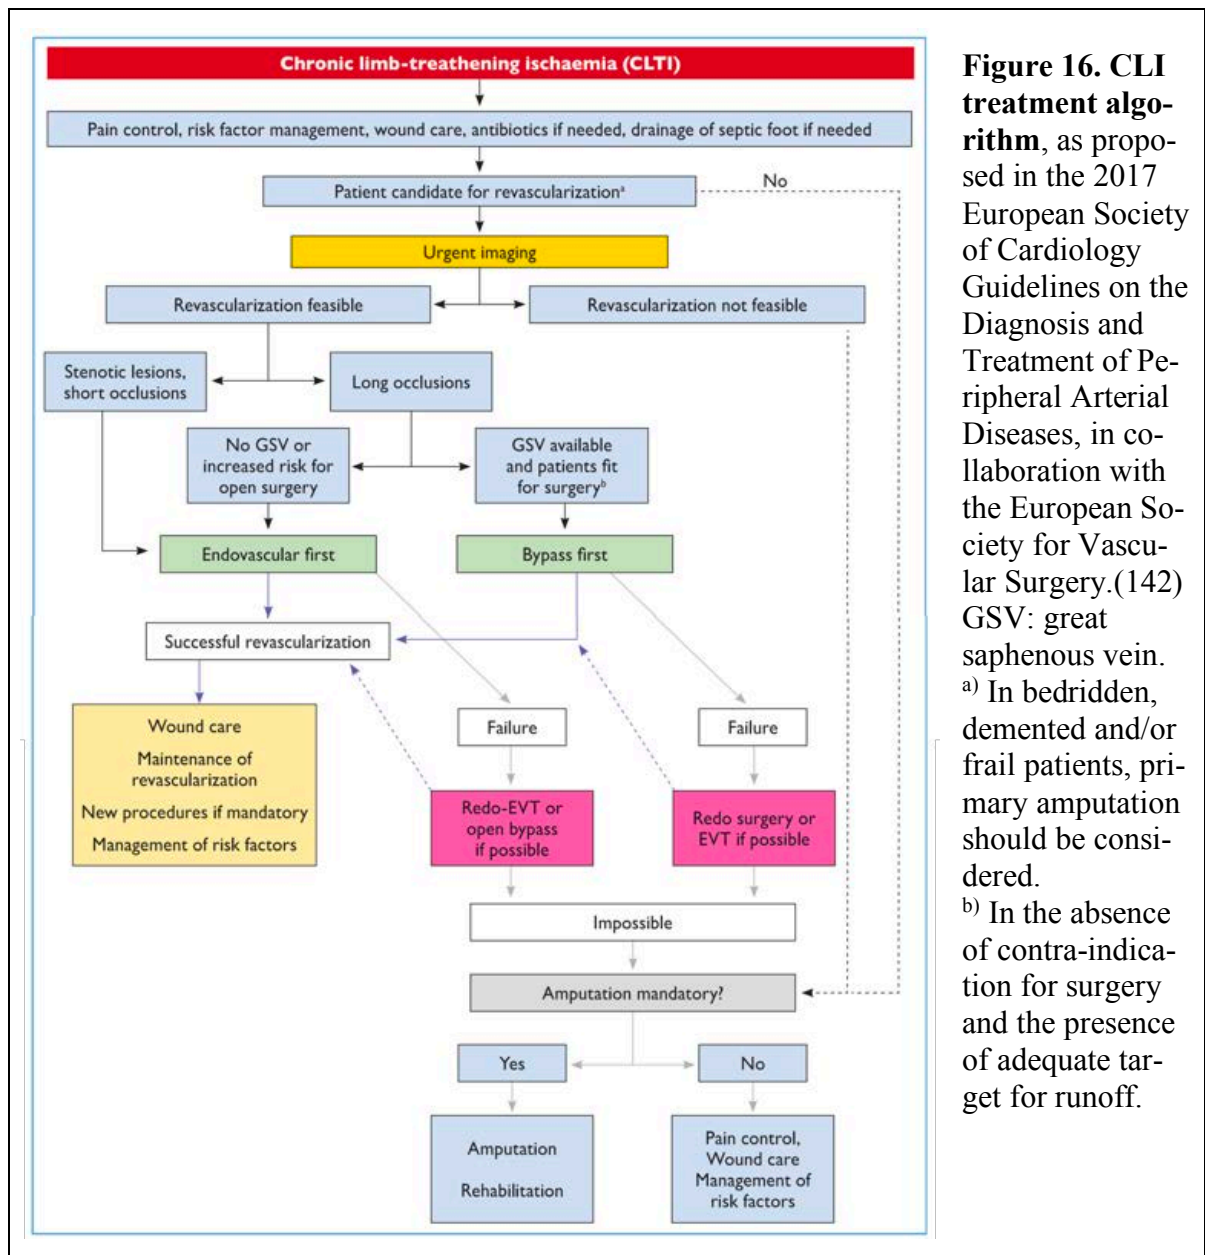 Chronic limb-treathening ischaemia (CLTI)
Pain control, risk factor management, wound care, antibiotics if needed, drainage of septic foot if needed
Patient candidate for revascularizationª
No
Urgent imaging
Revascularization feasible
Revascularization not feasible
Stenotic lesions,
short occlusions
Long occlusions
No GSV or
increased risk for
open surgery
GSV available
and patients fit
for surgeryᵇ
Endovascular first
Bypass first
Successful revascularization
Wound care
Maintenance of
revascularization
New procedures if mandatory
Management of risk factors
Failure
Failure
Redo-EVT or
open bypass
if possible
Redo surgery or
EVT if possible
Impossible
Amputation mandatory?
Yes
No
Amputation
Rehabilitation
Pain control,
Wound care
Management of
risk factors
Figure 16. CLI
treatment algo-
rithm, as propo-
sed in the 2017
European Society
of Cardiology
Guidelines on the
Diagnosis and
Treatment of Pe-
ripheral Arterial
Diseases, in co-
llaboration with
the European So-
ciety for Vascu-
lar Surgery.(142)
GSV: great
saphenous vein.
a) In bedridden,
demented and/or
frail patients, pri-
mary amputation
should be consi-
dered.
b) In the absence
of contra-indica-
tion for surgery
and the presence
of adequate tar-
get for runoff.